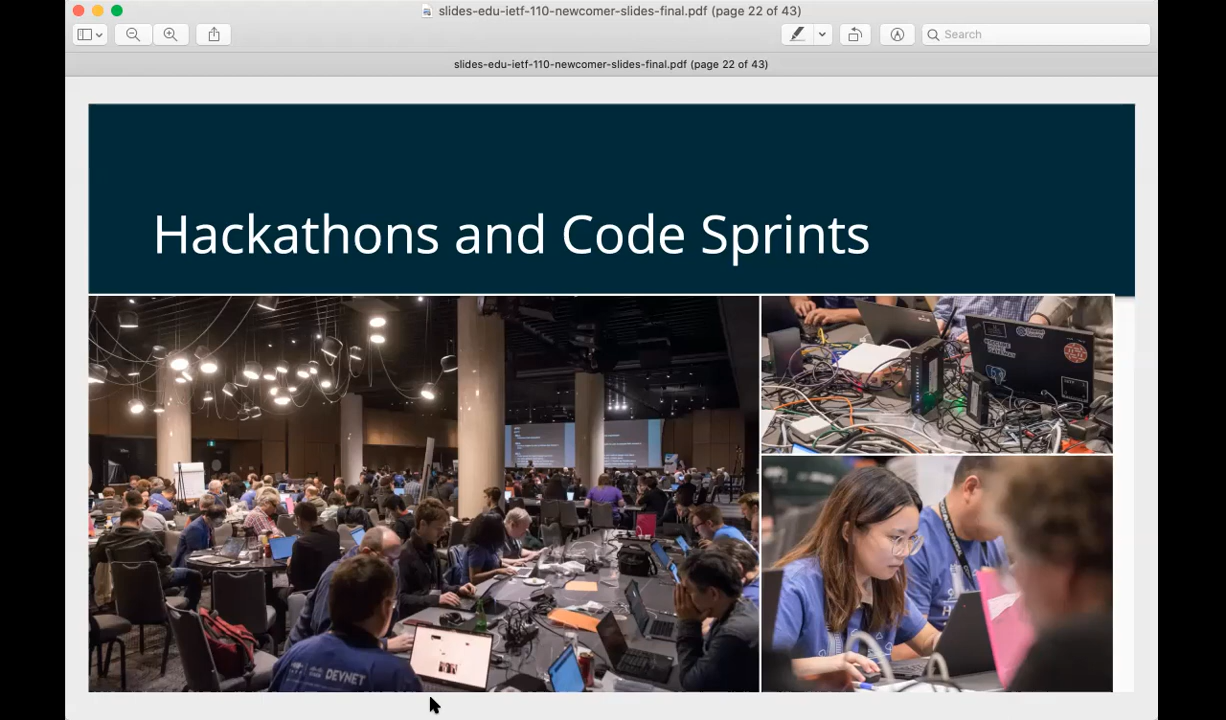 slides-edu-ietf-110-newcomer-slides-final.pdf (page 22 of 43)
Search
slides-edu-ietf-110-newcomer-slides-final.pdf (page 22 of 43)
Hackathons and Code Sprints
DEVNET